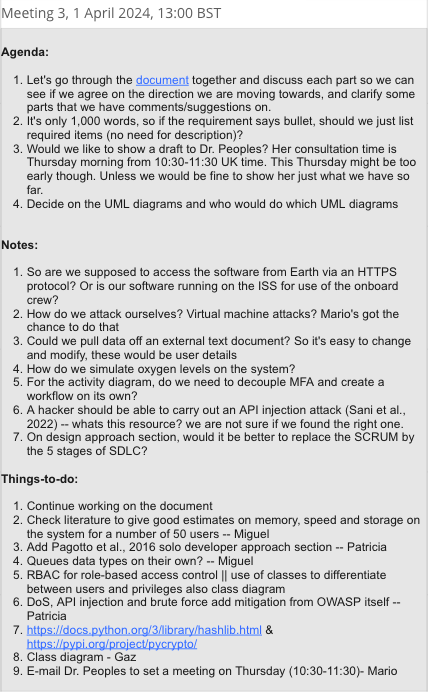 Meeting 3, 1 April 2024, 13:00 BST
Agenda:
1. Let's go through the document together and discuss each part so we can
see if we agree on the direction we are moving towards, and clarify some
parts that we have comments/suggestions on.
2. It's only 1,000 words, so if the requirement says bullet, should we just list
required items (no need for description)?
3. Would we like to show a draft to Dr. Peoples? Her consultation time is
Thursday morning from 10:30-11:30 UK time. This Thursday might be too
early though. Unless we would be fine to show her just what we have so
far.
4. Decide on the UML diagrams and who would do which UML diagrams
Notes:
1. So are we supposed to access the software from Earth via an HTTPS
protocol? Or is our software running on the ISS for use of the onboard
crew?
2. How do we attack ourselves? Virtual machine attacks? Mario's got the
chance to do that
3. Could we pull data off an external text document? So it's easy to change
and modify, these would be user details
4. How do we simulate oxygen levels on the system?
5. For the activity diagram, do we need to decouple MFA and create a
workflow on its own?
6. A hacker should be able to carry out an API injection attack (Sani et al.,
2022) -- whats this resource? we are not sure if we found the right one.
7. On design approach section, would it be better to replace the SCRUM by
the 5 stages of SDLC?
Things-to-do:
1. Continue working on the document
2. Check literature to give good estimates on memory, speed and storage on
the system for a number of 50 users -- Miguel
3. Add Pagotto et al., 2016 solo developer approach section -- Patricia
4. Queues data types on their own? -- Miguel
5. RBAC for role-based access control || use of classes to differentiate
between users and privileges also class diagram
6. DoS, API injection and brute force add mitigation from OWASP itself --
Patricia
7. https://docs.python.org/3/library/hashlib.html &
https://pypi.org/project/pycrypto/
8. Class diagram - Gaz
9. E-mail Dr. Peoples to set a meeting on Thursday (10:30-11:30)- Mario